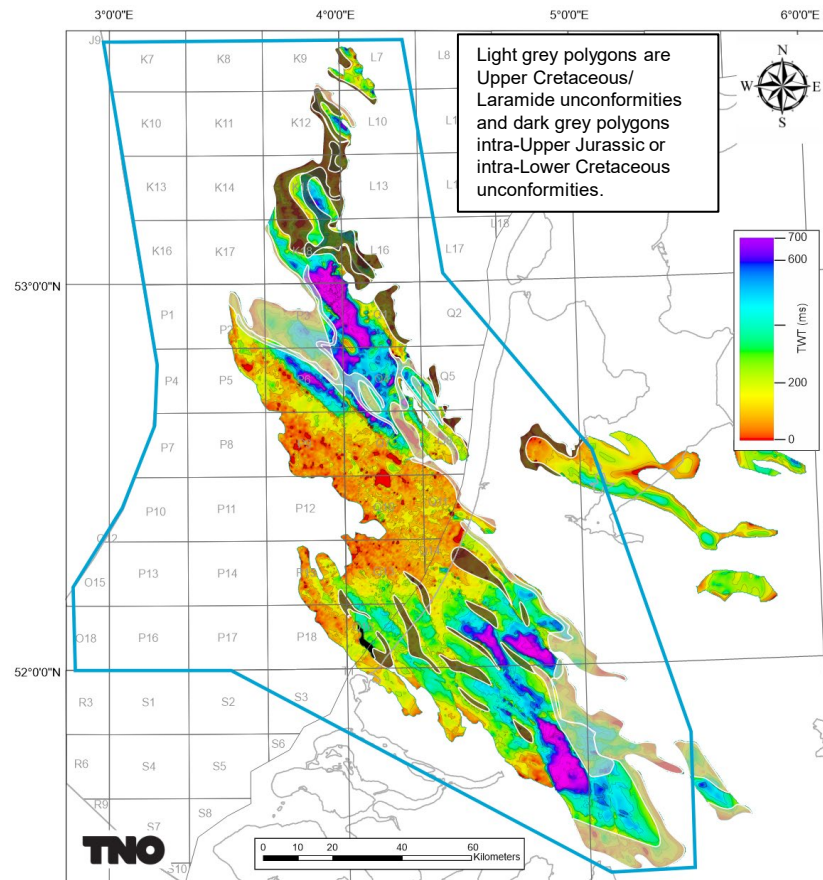 3°0'0"E
4°0'0"E
5°0'0"E
6°0'0"E
J9
K7
K8
K9
L7
L8
Light grey polygons are
Upper Cretaceous/
Laramide unconformities
and dark grey polygons
intra-Upper Jurassic or
intra-Lower Cretaceous
unconformities.
N
W
E
S
K10
K11
K12
L10
K13
K14
L13
K16
K17
L16
L17
L18
53°0'0"N
P1
P2
P3
Q1
Q2
P4
P5
P6
Q5
P7
P8
P10
P11
P12
P13
P14
O15
O18
P16
P17
P18
52°0'0"N
R3
S1
S2
S3
R6
S4
S5
S6
R9
S7
S8
S10
700
600
200
0
TWT (ms)
TNO
0 10 20 40 60
Kilometers